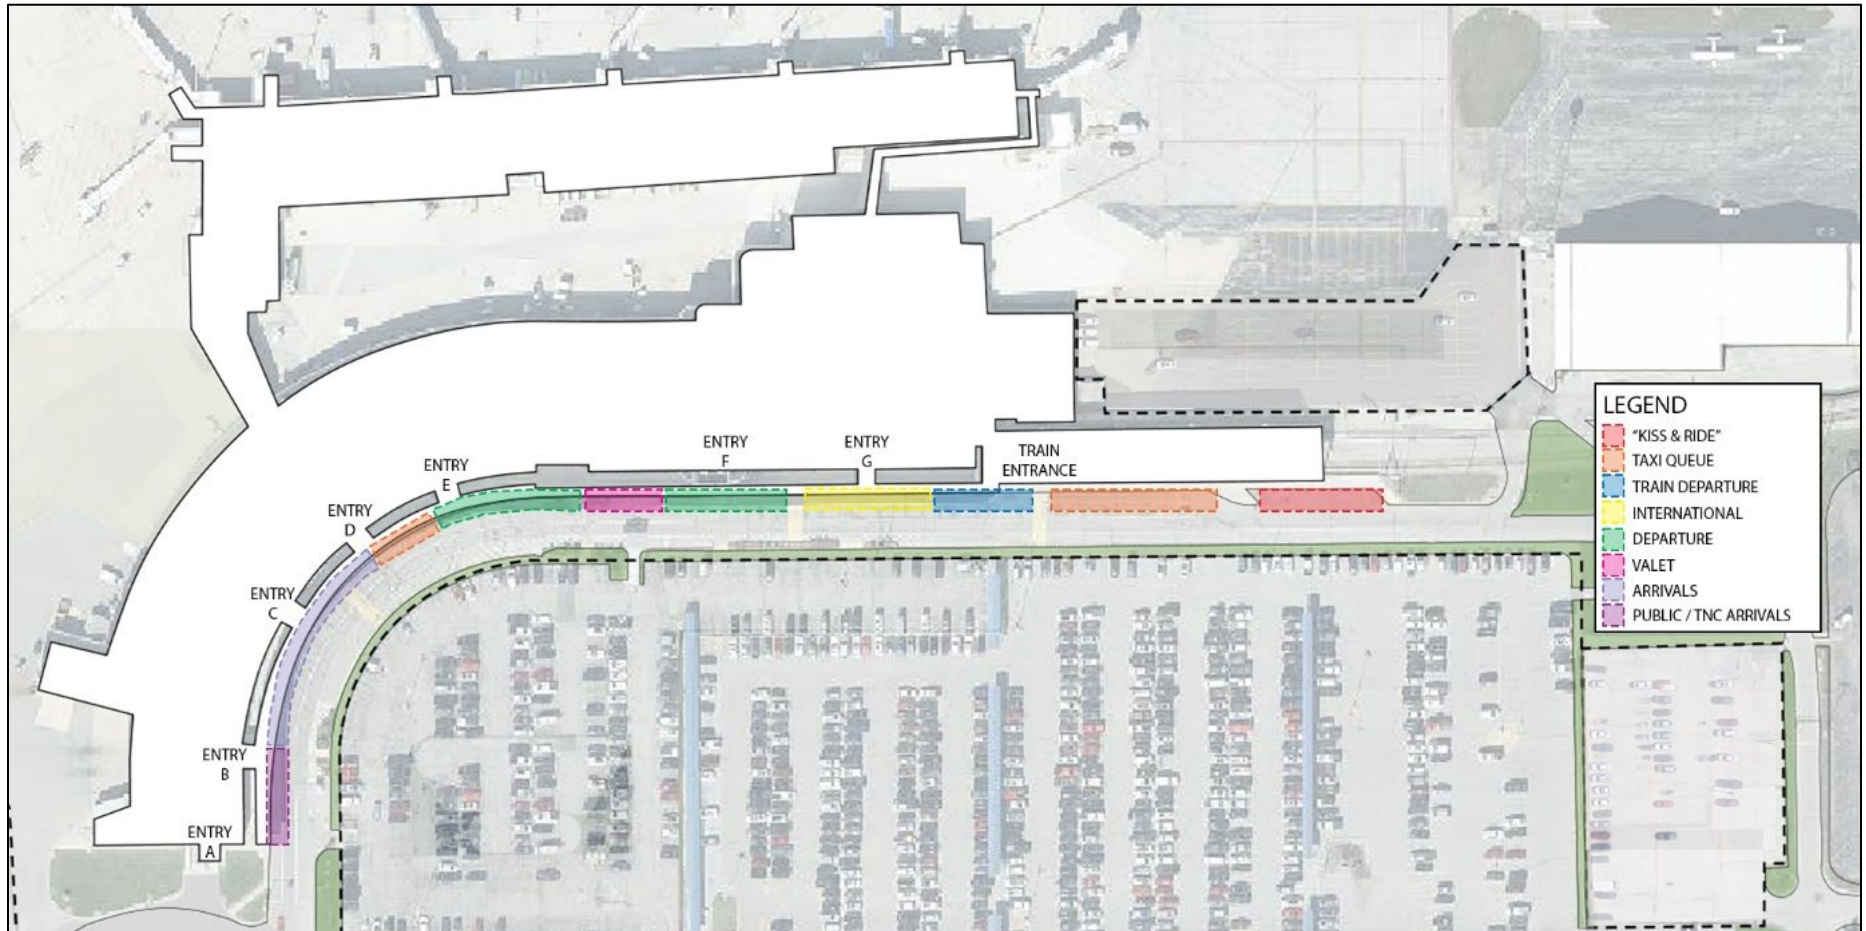 ENTRY
F
ENTRY
G
TRAIN
ENTRANCE
ENTRY
E
ENTRY
D
ENTRY
C
ENTRY
B
ENTRY
A
LEGEND
"KISS & RIDE"
TAXI QUEUE
TRAIN DEPARTURE
INTERNATIONAL
DEPARTURE
VALET
ARRIVALS
PUBLIC / TNC ARRIVALS